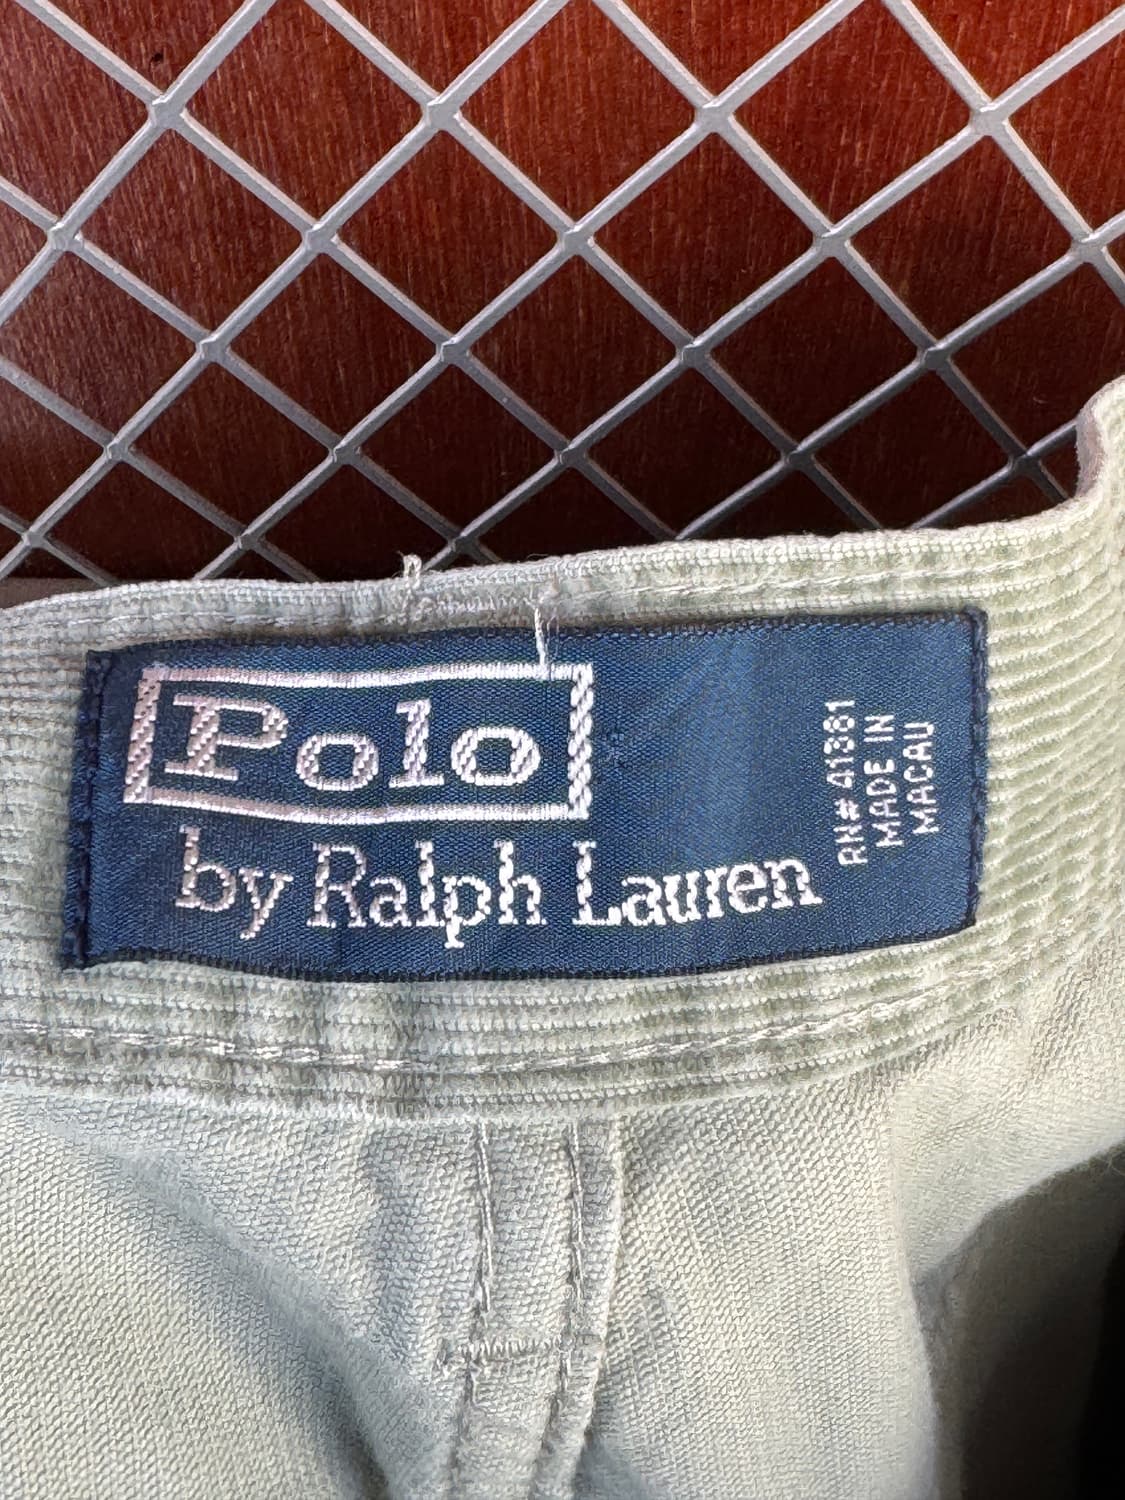 Polo
by Ralph Lauren
RN# 41381
MADE IN
MACAU